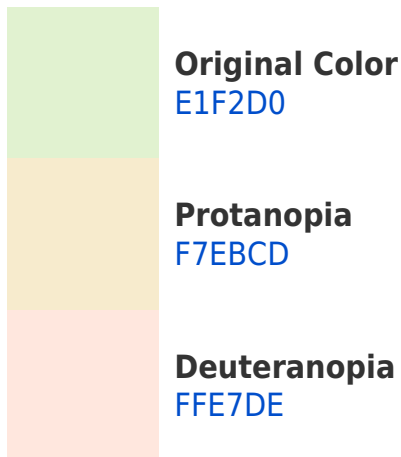 Original Color
E1F2D0
Protanopia
F7EBCD
Deuteranopia
FFE7DE